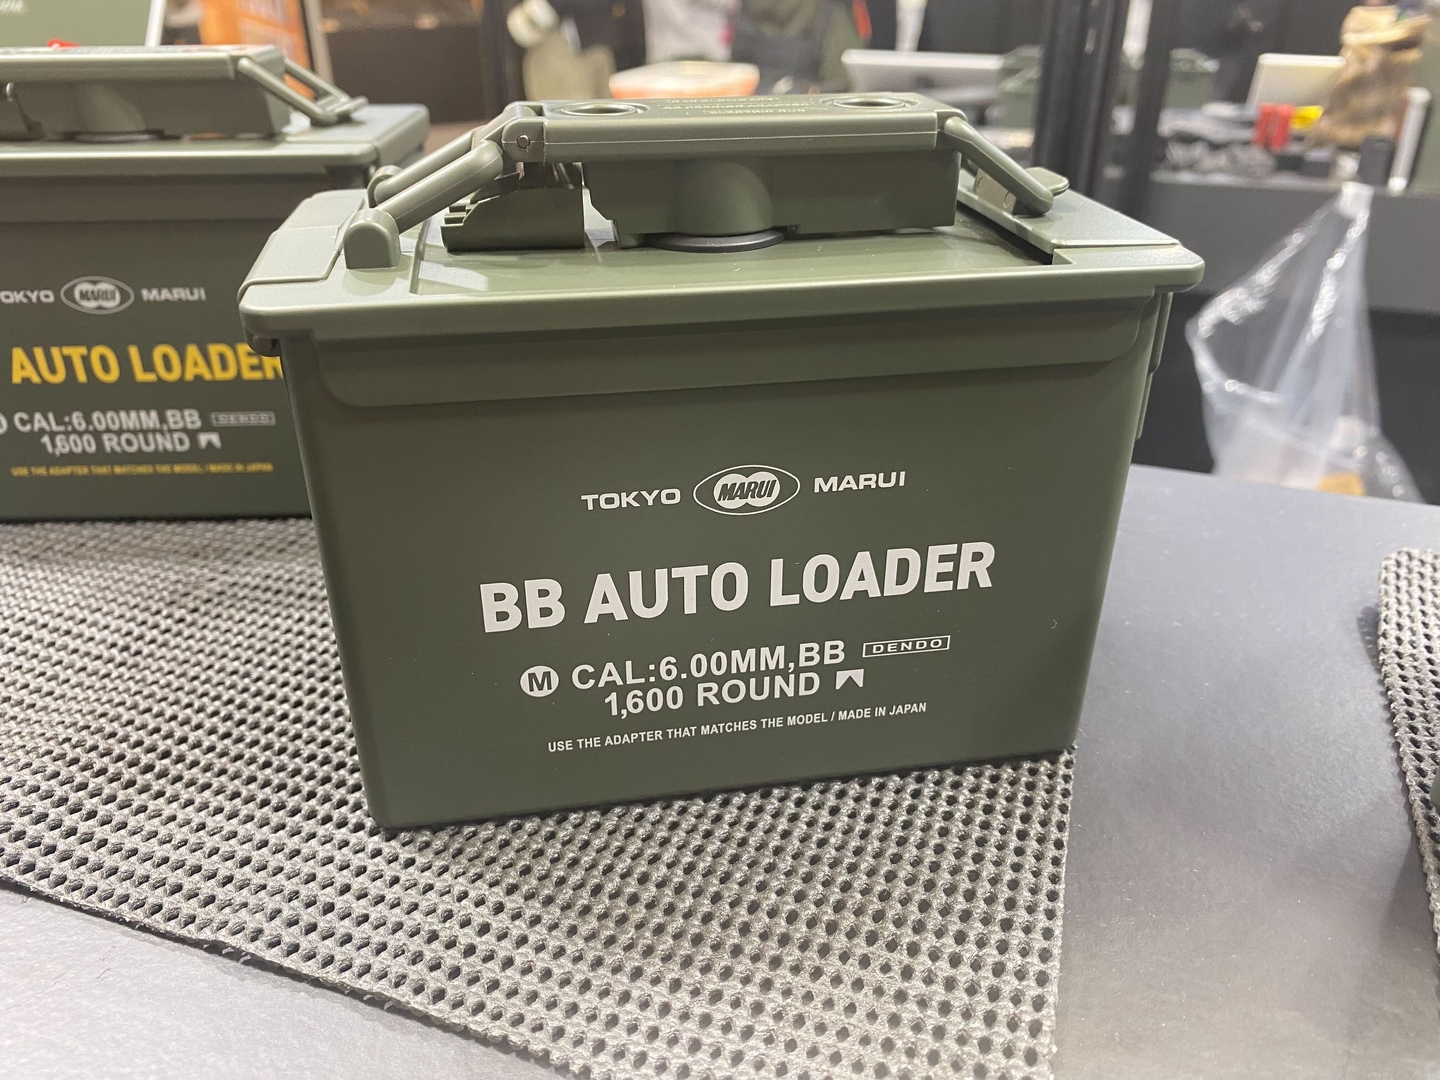 TOKYO MARUI MARUI
AUTO LOADER
CAL:6.00MM,BB DENDO
1,600 ROUND
USE THE ADAPTER THAT MATCHES THE MODEL / MADE IN JAPAN
TOKYO MARUI MARUI
BB AUTO LOADER
M CAL:6.00MM,BB DENDO
1,600 ROUND
USE THE ADAPTER THAT MATCHES THE MODEL / MADE IN JAPAN